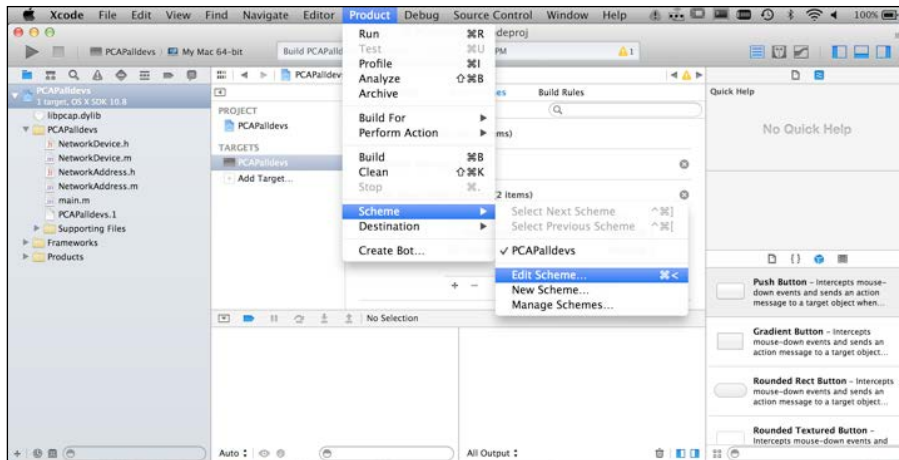 Xcode File Edit View Find Navigate Editor Product Debug Source Control Window Help 100%
PCAPalldevs My Mac 64-bit
Build PCAPalld
deproj
PM
1
PCAPalldevs
1 target, OS X SDK 10.8
libpcap.dylib
PCAPalldevs
NetworkDevice.h
NetworkDevice.m
NetworkAddress.h
NetworkAddress.m
main.m
PCAPalldevs.1
Supporting Files
Frameworks
Products
PCAPalldev
PROJECT
PCAPalldevs
TARGETS
PCAPalldevs
Add Target...
Run ⌘R
Test ⌘U
Profile ⌘I
Analyze ⇧⌘B
Archive
Build For
Perform Action
Build ⌘B
Clean ⇧⌘K
Stop ⌘.
Scheme
Destination
Create Bot...
es Build Rules
ms)
(2 items)
Select Next Scheme ^⌘]
Select Previous Scheme ^⌘[
✓ PCAPalldevs
Edit Scheme... ⌘<
New Scheme...
Manage Schemes...
+ −
No Selection
Auto
All Output
Quick Help
No Quick Help
{}
Push Button – Intercepts mouse-
down events and sends an action
message to a target object when...
Gradient Button – Intercepts
mouse-down events and sends an
action message to a target object...
Rounded Rect Button – Intercepts
mouse-down events and sends an
action message to a target object...
Rounded Textured Button –
Intercepts mouse-down events and